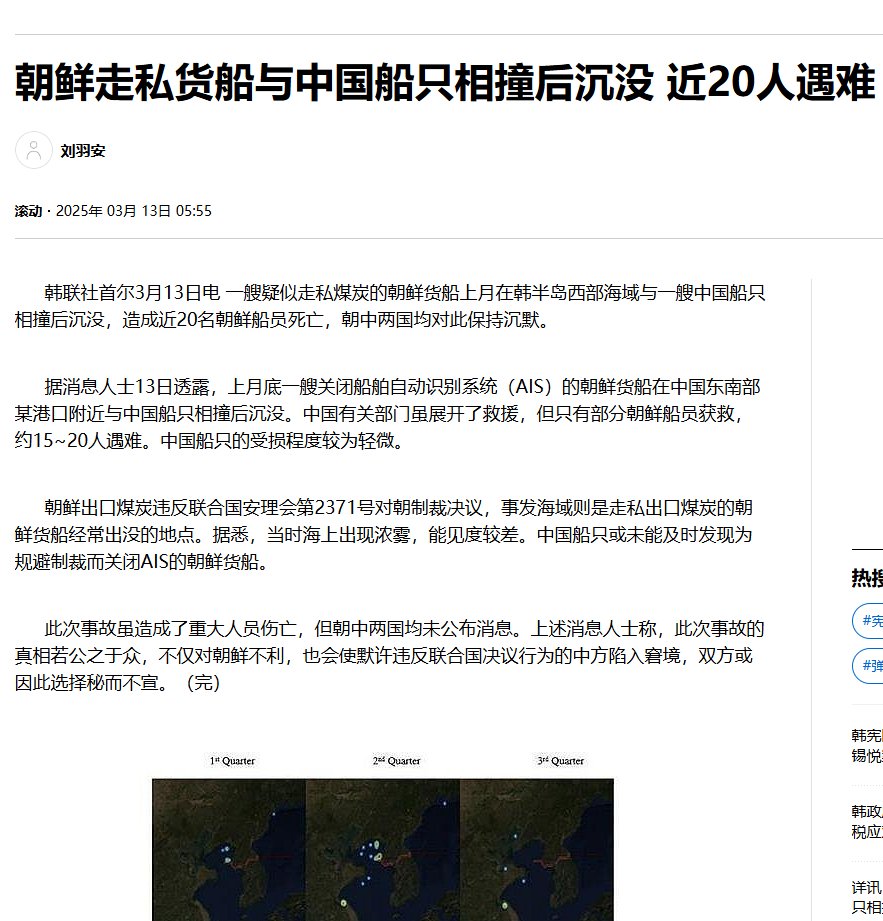 朝鲜走私货船与中国船只相撞后沉没 近20人遇难
刘羽安
滚动 · 2025年 03月 13日 05:55
韩联社首尔3月13日电 一艘疑似走私煤炭的朝鲜货船上月在韩半岛西部海域与一艘中国船只
相撞后沉没，造成近20名朝鲜船员死亡，朝中两国均对此保持沉默。
据消息人士13日透露，上月底一艘关闭船舶自动识别系统（AIS）的朝鲜货船在中国东南部
某港口附近与中国船只相撞后沉没。中国有关部门虽展开了救援，但只有部分朝鲜船员获救，
约15~20人遇难。中国船只的受损程度较为轻微。
朝鲜出口煤炭违反联合国安理会第2371号对朝制裁决议，事发海域则是走私出口煤炭的朝
鲜货船经常出没的地点。据悉，当时海上出现浓雾，能见度较差。中国船只或未能及时发现为
规避制裁而关闭AIS的朝鲜货船。
此次事故虽造成了重大人员伤亡，但朝中两国均未公布消息。上述消息人士称，此次事故的
真相若公之于众，不仅对朝鲜不利，也会使默许违反联合国决议行为的中方陷入窘境，双方或
因此选择秘而不宣。（完）
1st Quarter
2nd Quarter
3rd Quarter
热搜
#宪
#弹
韩宪
锡悦
韩政
税应
详讯
只相